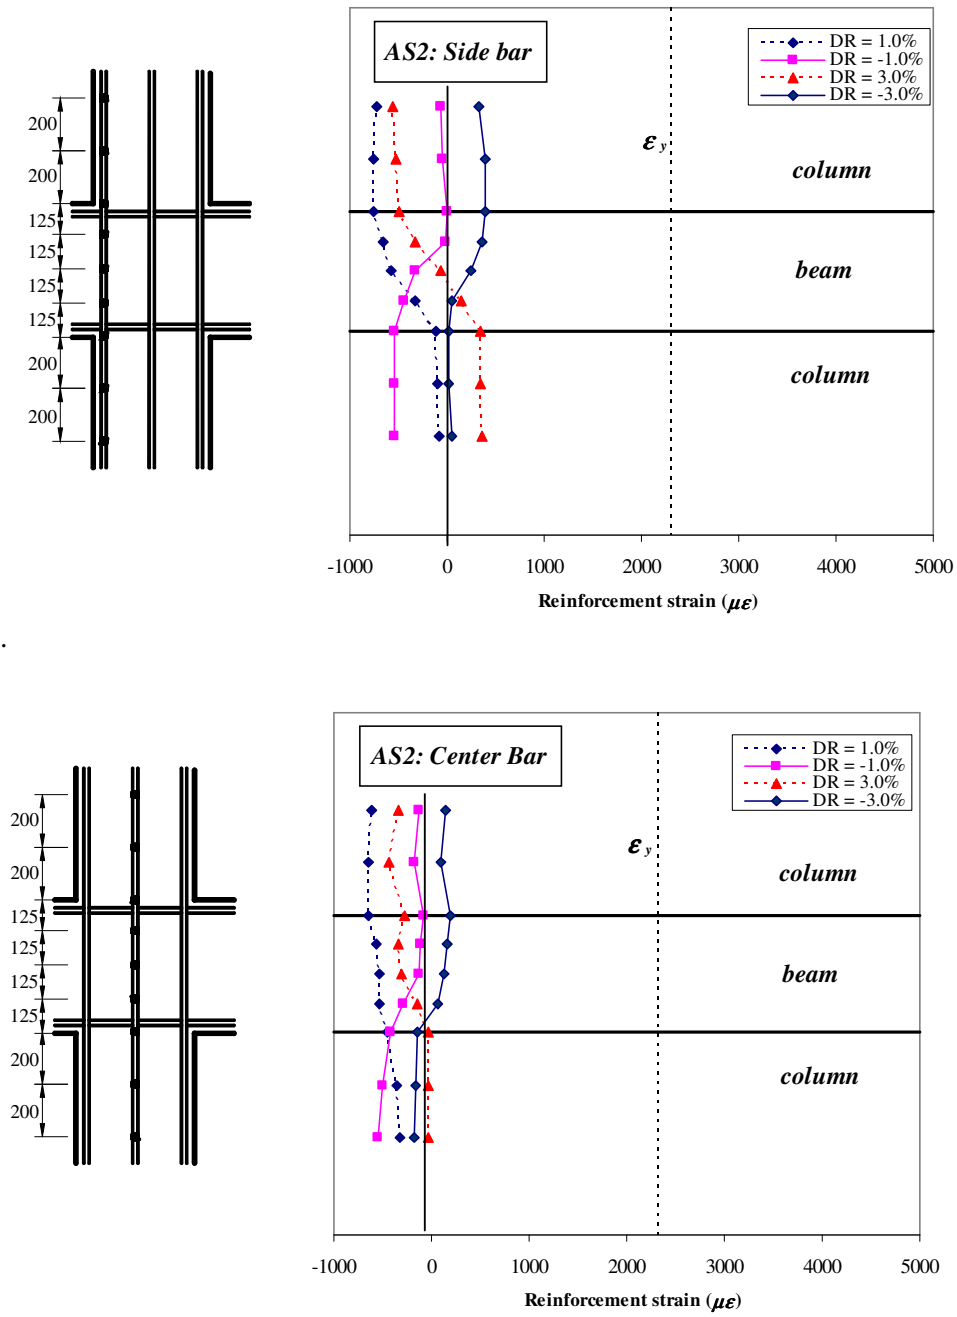 AS2: Side bar
DR = 1.0%
DR = -1.0%
DR = 3.0%
DR = -3.0%
200
200
125
125
125
125
200
200
ε y
column
beam
column
-1000 0 1000 2000 3000 4000 5000
Reinforcement strain (με)
.
AS2: Center Bar
DR = 1.0%
DR = -1.0%
DR = 3.0%
DR = -3.0%
200
200
125
125
125
125
200
200
ε y
column
beam
column
-1000 0 1000 2000 3000 4000 5000
Reinforcement strain (με)